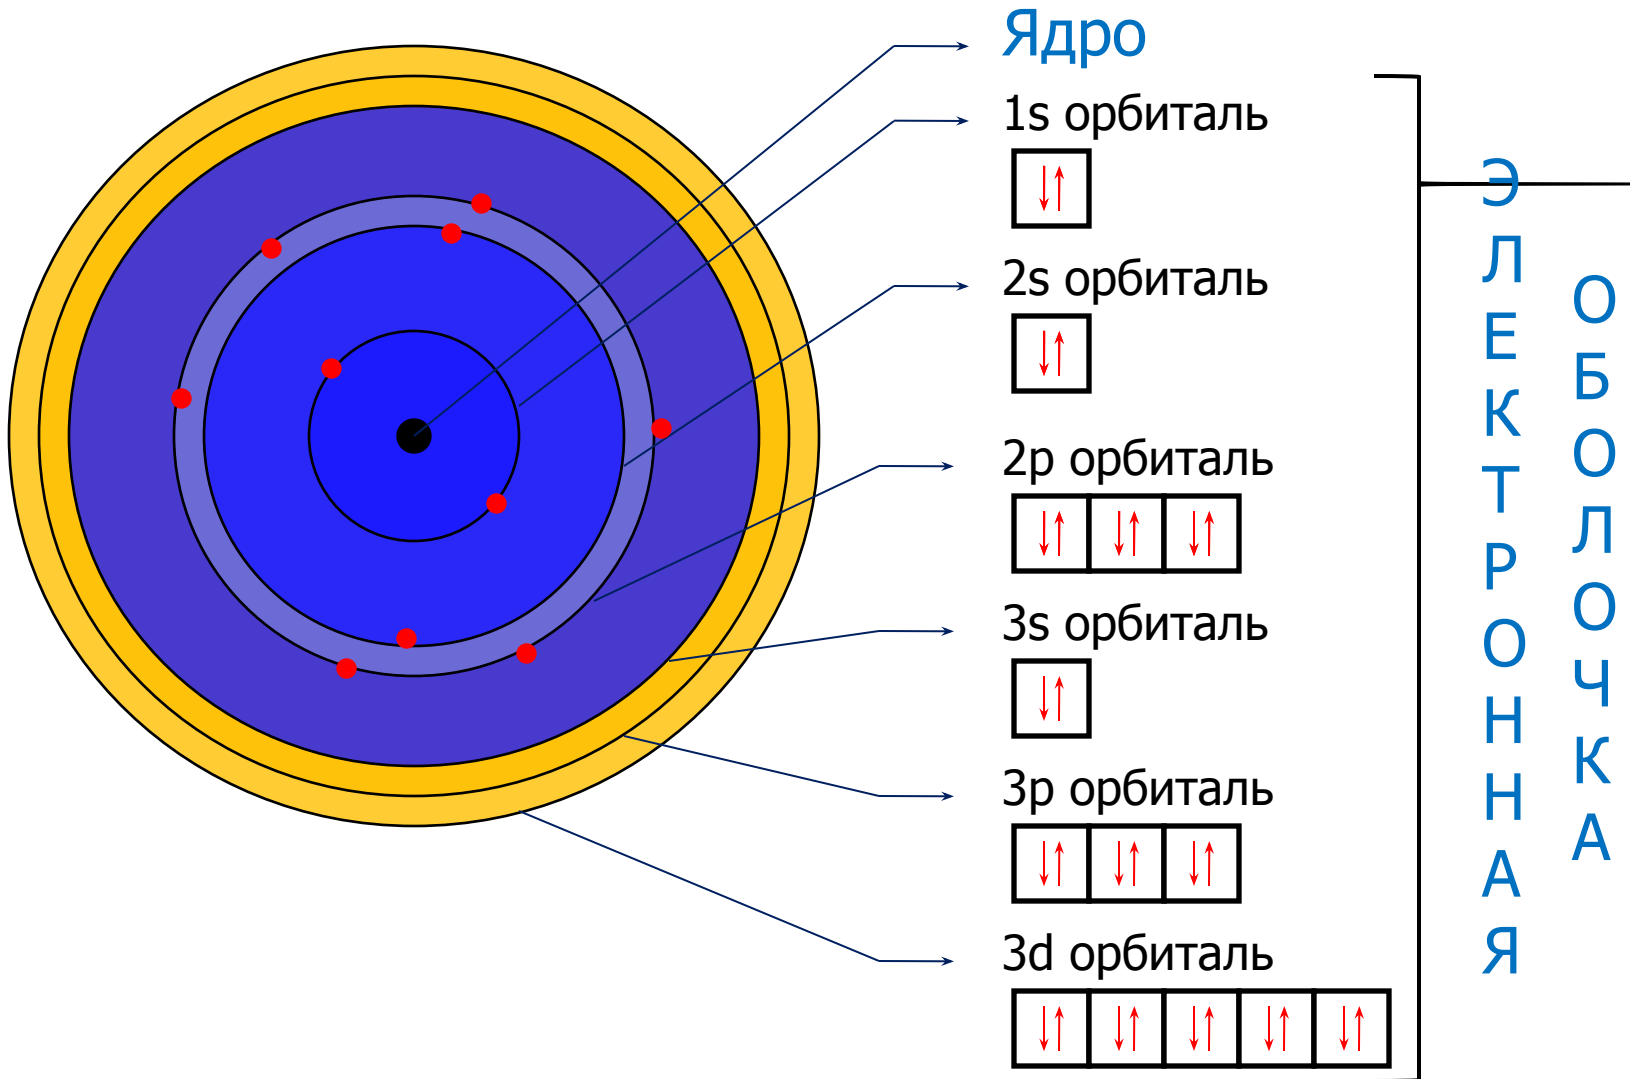 Ядро
1s орбиталь
2s орбиталь
2p орбиталь
3s орбиталь
3p орбиталь
3d орбиталь
ЭЛЕКТРОННАЯ
ОБОЛОЧКА